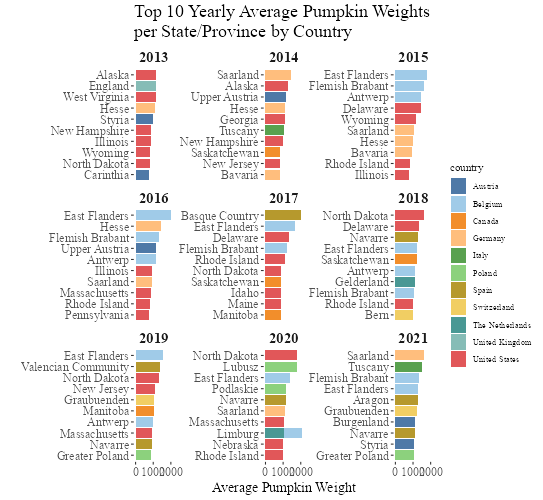 Top 10 Yearly Average Pumpkin Weights
per State/Province by Country
2013
Alaska
England
West Virginia
Hesse
Styria
New Hampshire
Illinois
Wyoming
North Dakota
Carinthia
2014
Saarland
Alaska
Upper Austria
Hesse
Georgia
Tuscany
New Hampshire
Saskatchewan
New Jersey
Bavaria
2015
East Flanders
Flemish Brabant
Antwerp
Delaware
Wyoming
Saarland
Hesse
Bavaria
Rhode Island
Illinois
2016
East Flanders
Hesse
Flemish Brabant
Upper Austria
Antwerp
Illinois
Saarland
Massachusetts
Rhode Island
Pennsylvania
2017
Basque Country
East Flanders
Delaware
Flemish Brabant
Rhode Island
North Dakota
Saskatchewan
Idaho
Maine
Manitoba
2018
North Dakota
Delaware
Navarre
East Flanders
Saskatchewan
Antwerp
Gelderland
Flemish Brabant
Rhode Island
Bern
2019
East Flanders
Valencian Community
North Dakota
New Jersey
Graubuenden
Manitoba
Antwerp
Massachusetts
Navarre
Greater Poland
0 1000 2000
2020
North Dakota
Lubusz
East Flanders
Podlaskie
Navarre
Saarland
Massachusetts
Limburg
Nebraska
Rhode Island
0 1000 2000
2021
Saarland
Tuscany
Flemish Brabant
East Flanders
Aragon
Graubuenden
Burgenland
Navarre
Styria
Greater Poland
0 1000 2000
Average Pumpkin Weight
country
Austria
Belgium
Canada
Germany
Italy
Poland
Spain
Switzerland
The Netherlands
United Kingdom
United States